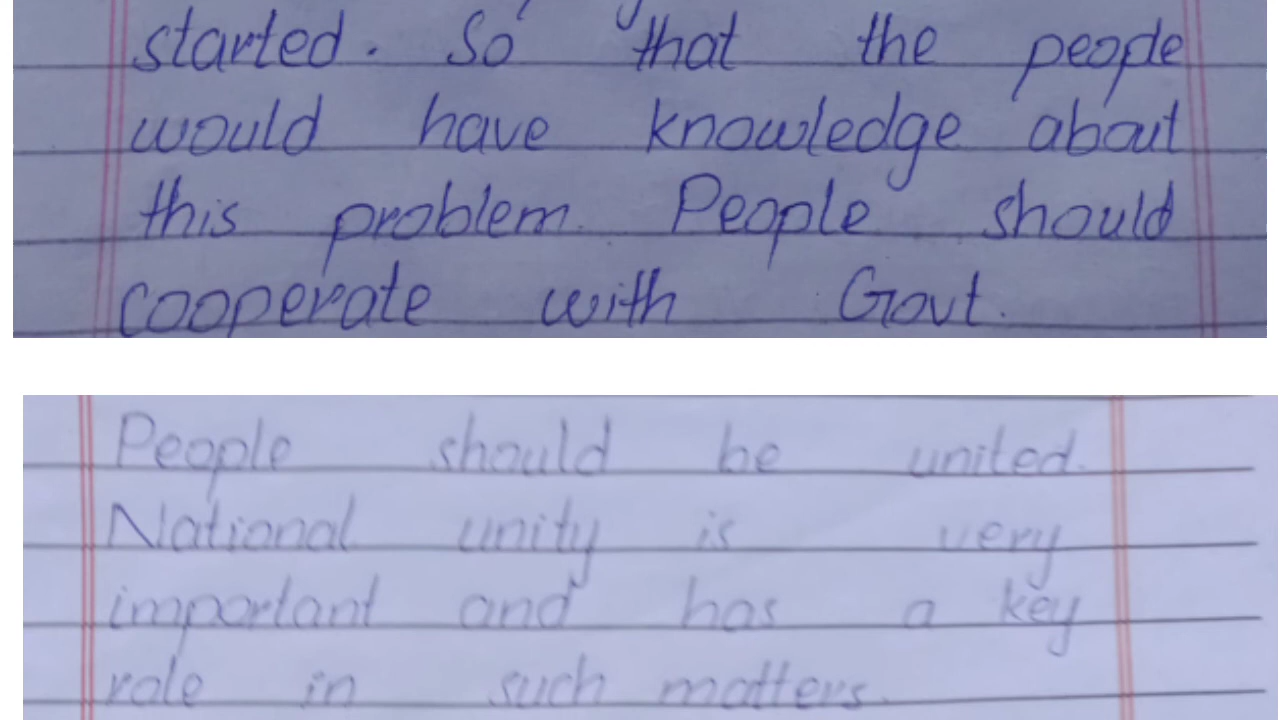 started. So that the people
would have knowledge about
this problem. People should
cooperate with Govt.
People should be united.
National unity is very
important and has a key
role in such matters.